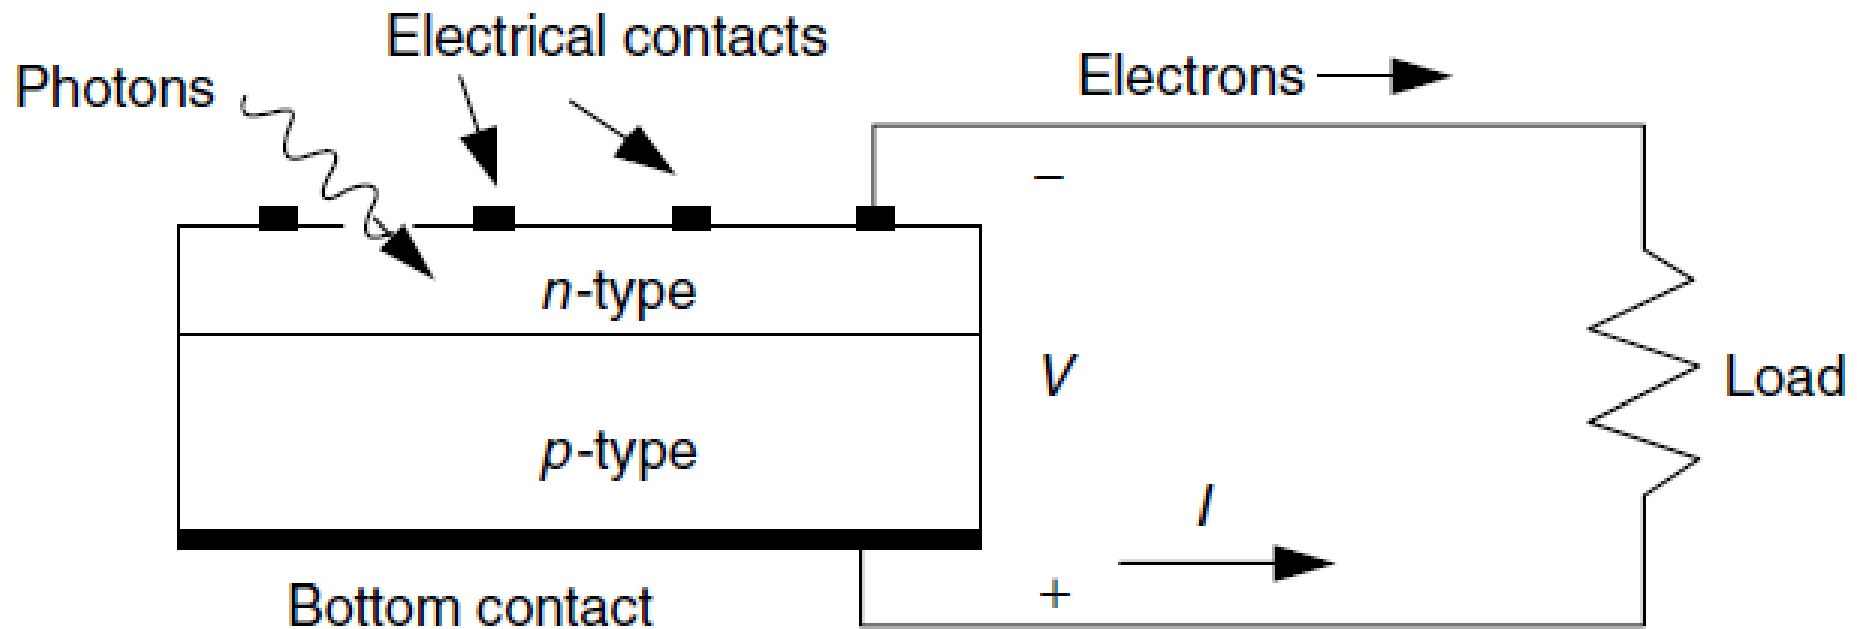 Electrical contacts
Photons
Electrons
–
n-type
V
Load
p-type
I
+
Bottom contact